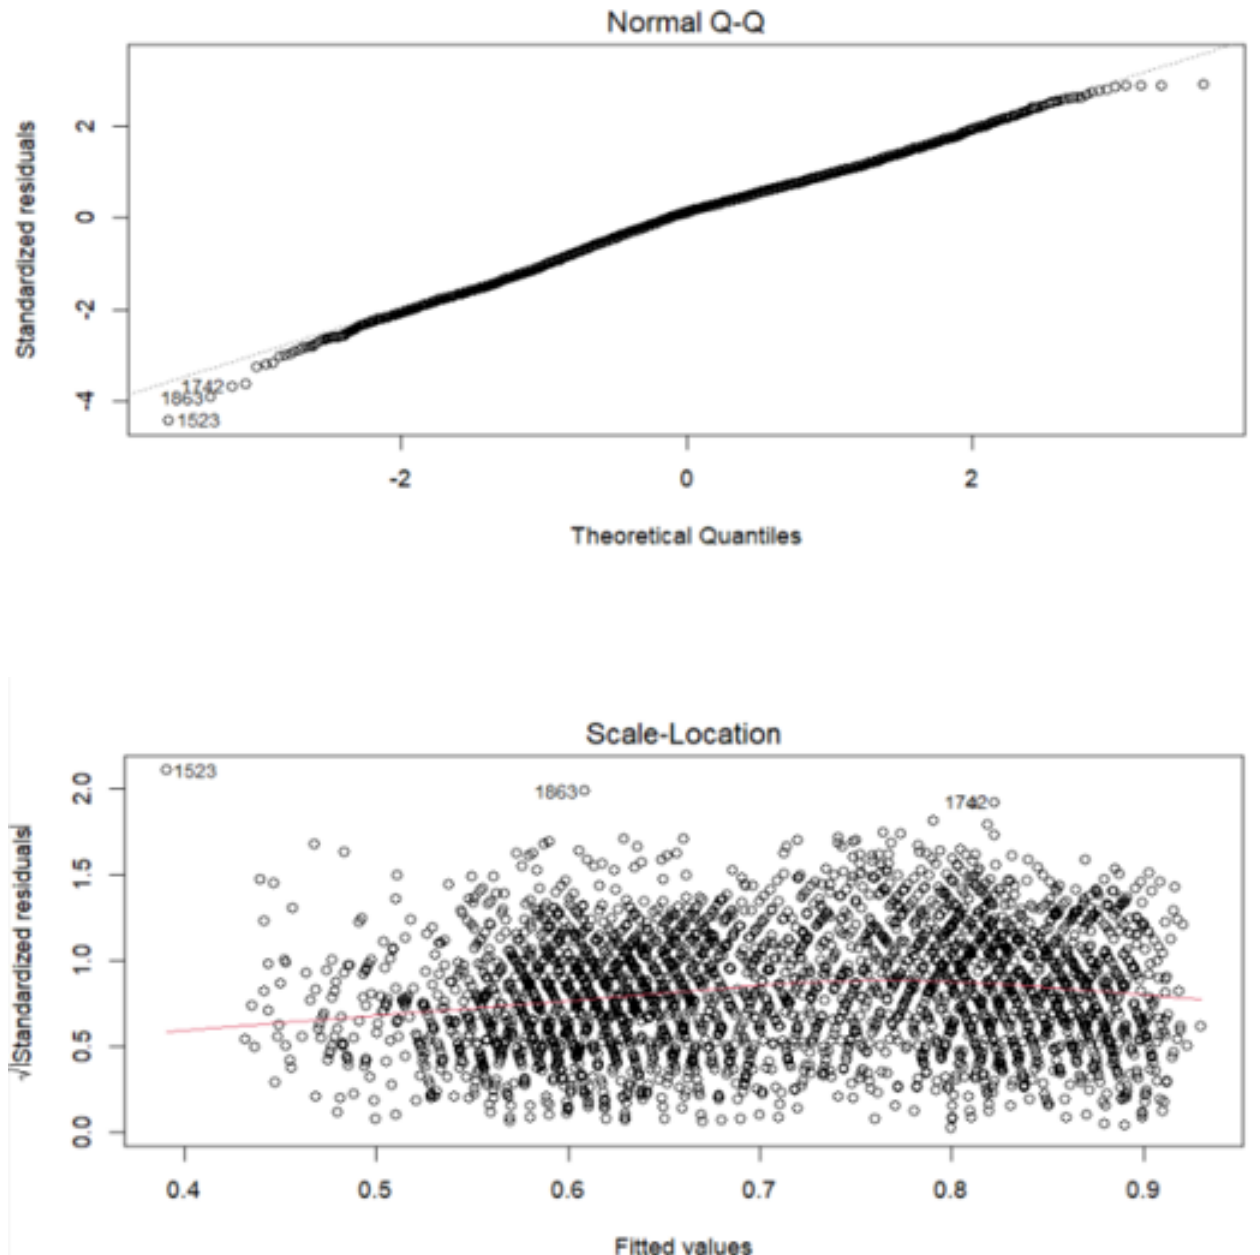 Normal Q-Q
Standardized residuals
2
0
-2
-4
1742
1863
1523
-2 0 2
Theoretical Quantiles
Scale-Location
√|Standardized residuals|
2.0
1.5
1.0
0.5
0.0
1523
1863
1742
0.4 0.5 0.6 0.7 0.8 0.9
Fitted values